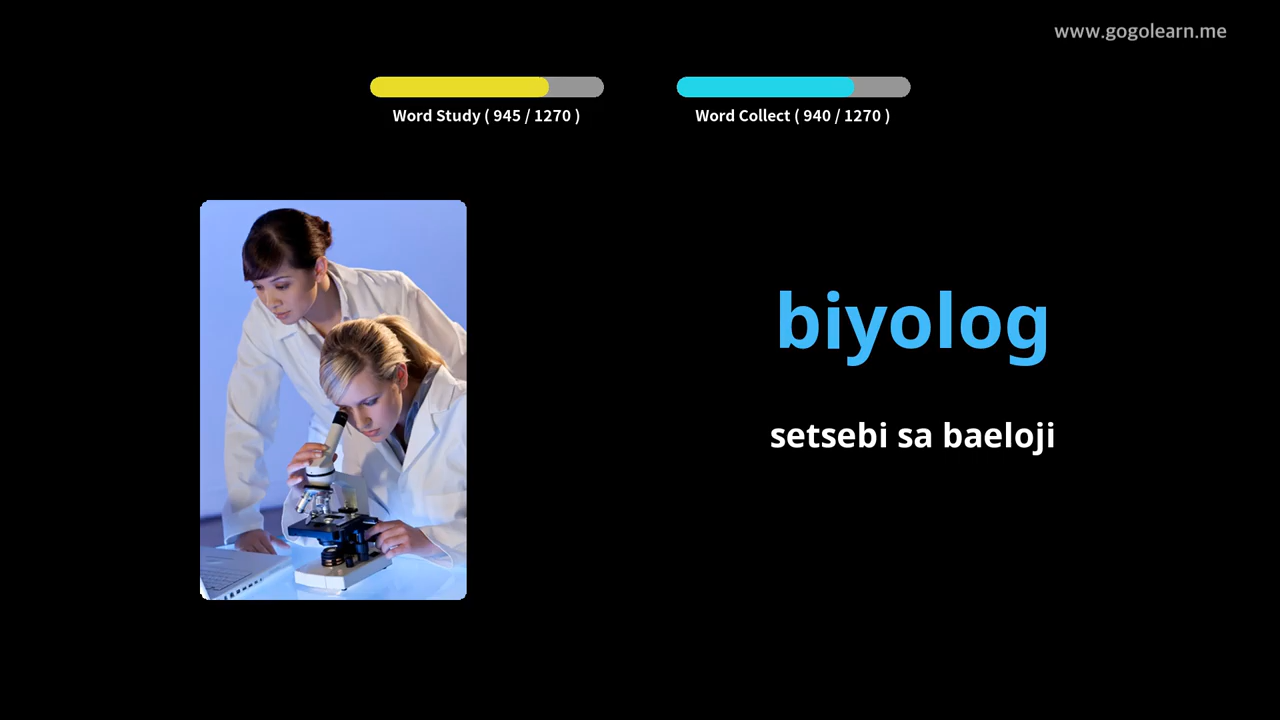 www.gogolearn.me
Word Study ( 945 / 1270 )
Word Collect ( 940 / 1270 )
biyolog
setsebi sa baeloji